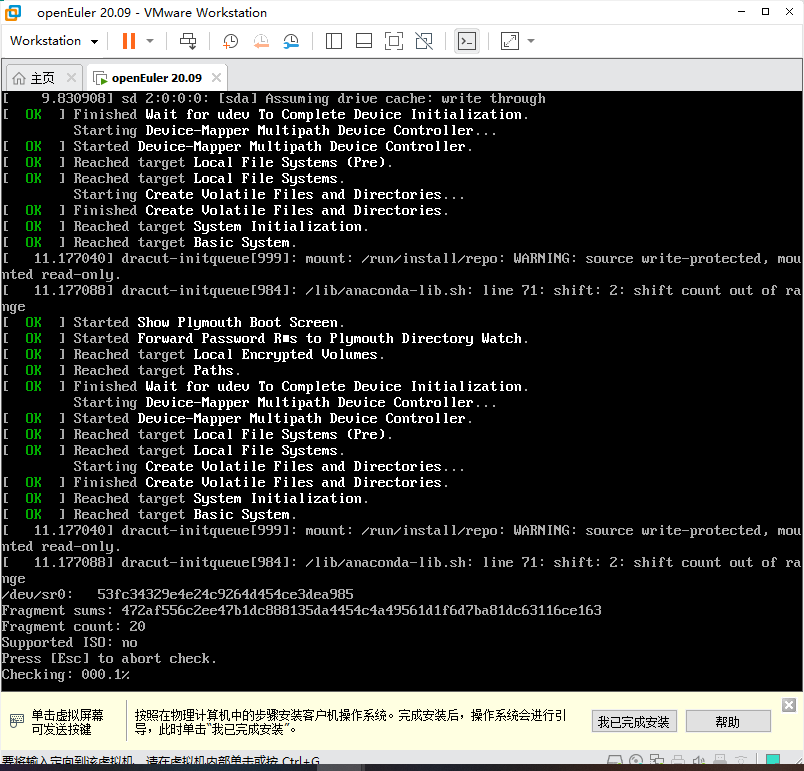 openEuler 20.09 - VMware Workstation
Workstation
主页
openEuler 20.09
[    9.830908] sd 2:0:0:0: [sda] Assuming drive cache: write through
[  OK  ] Finished Wait for udev To Complete Device Initialization.
Starting Device-Mapper Multipath Device Controller...
[  OK  ] Started Device-Mapper Multipath Device Controller.
[  OK  ] Reached target Local File Systems (Pre).
[  OK  ] Reached target Local File Systems.
Starting Create Volatile Files and Directories...
[  OK  ] Finished Create Volatile Files and Directories.
[  OK  ] Reached target System Initialization.
[  OK  ] Reached target Basic System.
[   11.177040] dracut-initqueue[999]: mount: /run/install/repo: WARNING: source write-protected, mou
nted read-only.
[   11.177088] dracut-initqueue[984]: /lib/anaconda-lib.sh: line 71: shift: 2: shift count out of ra
nge
[  OK  ] Started Show Plymouth Boot Screen.
[  OK  ] Started Forward Password R■s to Plymouth Directory Watch.
[  OK  ] Reached target Local Encrypted Volumes.
[  OK  ] Reached target Paths.
[  OK  ] Finished Wait for udev To Complete Device Initialization.
Starting Device-Mapper Multipath Device Controller...
[  OK  ] Started Device-Mapper Multipath Device Controller.
[  OK  ] Reached target Local File Systems (Pre).
[  OK  ] Reached target Local File Systems.
Starting Create Volatile Files and Directories...
[  OK  ] Finished Create Volatile Files and Directories.
[  OK  ] Reached target System Initialization.
[  OK  ] Reached target Basic System.
[   11.177040] dracut-initqueue[999]: mount: /run/install/repo: WARNING: source write-protected, mou
nted read-only.
[   11.177088] dracut-initqueue[984]: /lib/anaconda-lib.sh: line 71: shift: 2: shift count out of ra
nge
/dev/sr0:   53fc34329e4e24c9264d454ce3dea985
Fragment sums: 472af556c2ee47b1dc888135da4454c4a49561d1f6d7ba81dc63116ce163
Fragment count: 20
Supported ISO: no
Press [Esc] to abort check.
Checking: 000.1%
单击虚拟屏幕
可发送按键
按照在物理计算机中的步骤安装客户机操作系统。完成安装后，操作系统会进行引
导，此时单击“我已完成安装”。
我已完成安装
帮助
要将输入定向到该虚拟机，请在虚拟机内部单击或按 Ctrl+G。